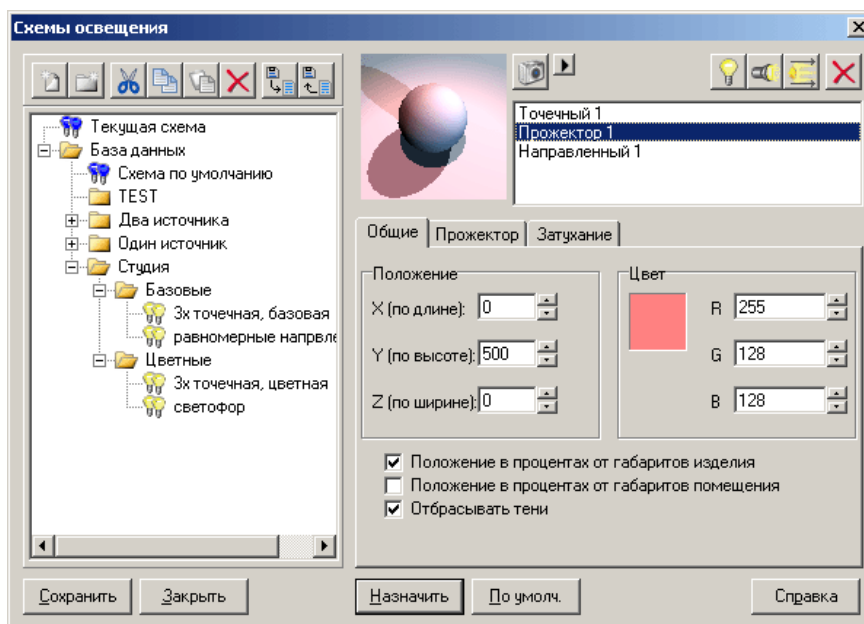 Схемы освещения
Текущая схема
База данных
Схема по умолчанию
TEST
Два источника
Один источник
Студия
Базовые
3х точечная, базовая
равномерные напрвле
Цветные
3х точечная, цветная
светофор
Точечный 1
Прожектор 1
Направленный 1
Общие
Прожектор
Затухание
Положение
X (по длине): 0
Y (по высоте): 500
Z (по ширине): 0
Цвет
R 255
G 128
B 128
Положение в процентах от габаритов изделия
Положение в процентах от габаритов помещения
Отбрасывать тени
Сохранить
Закрыть
Назначить
По умолч.
Справка